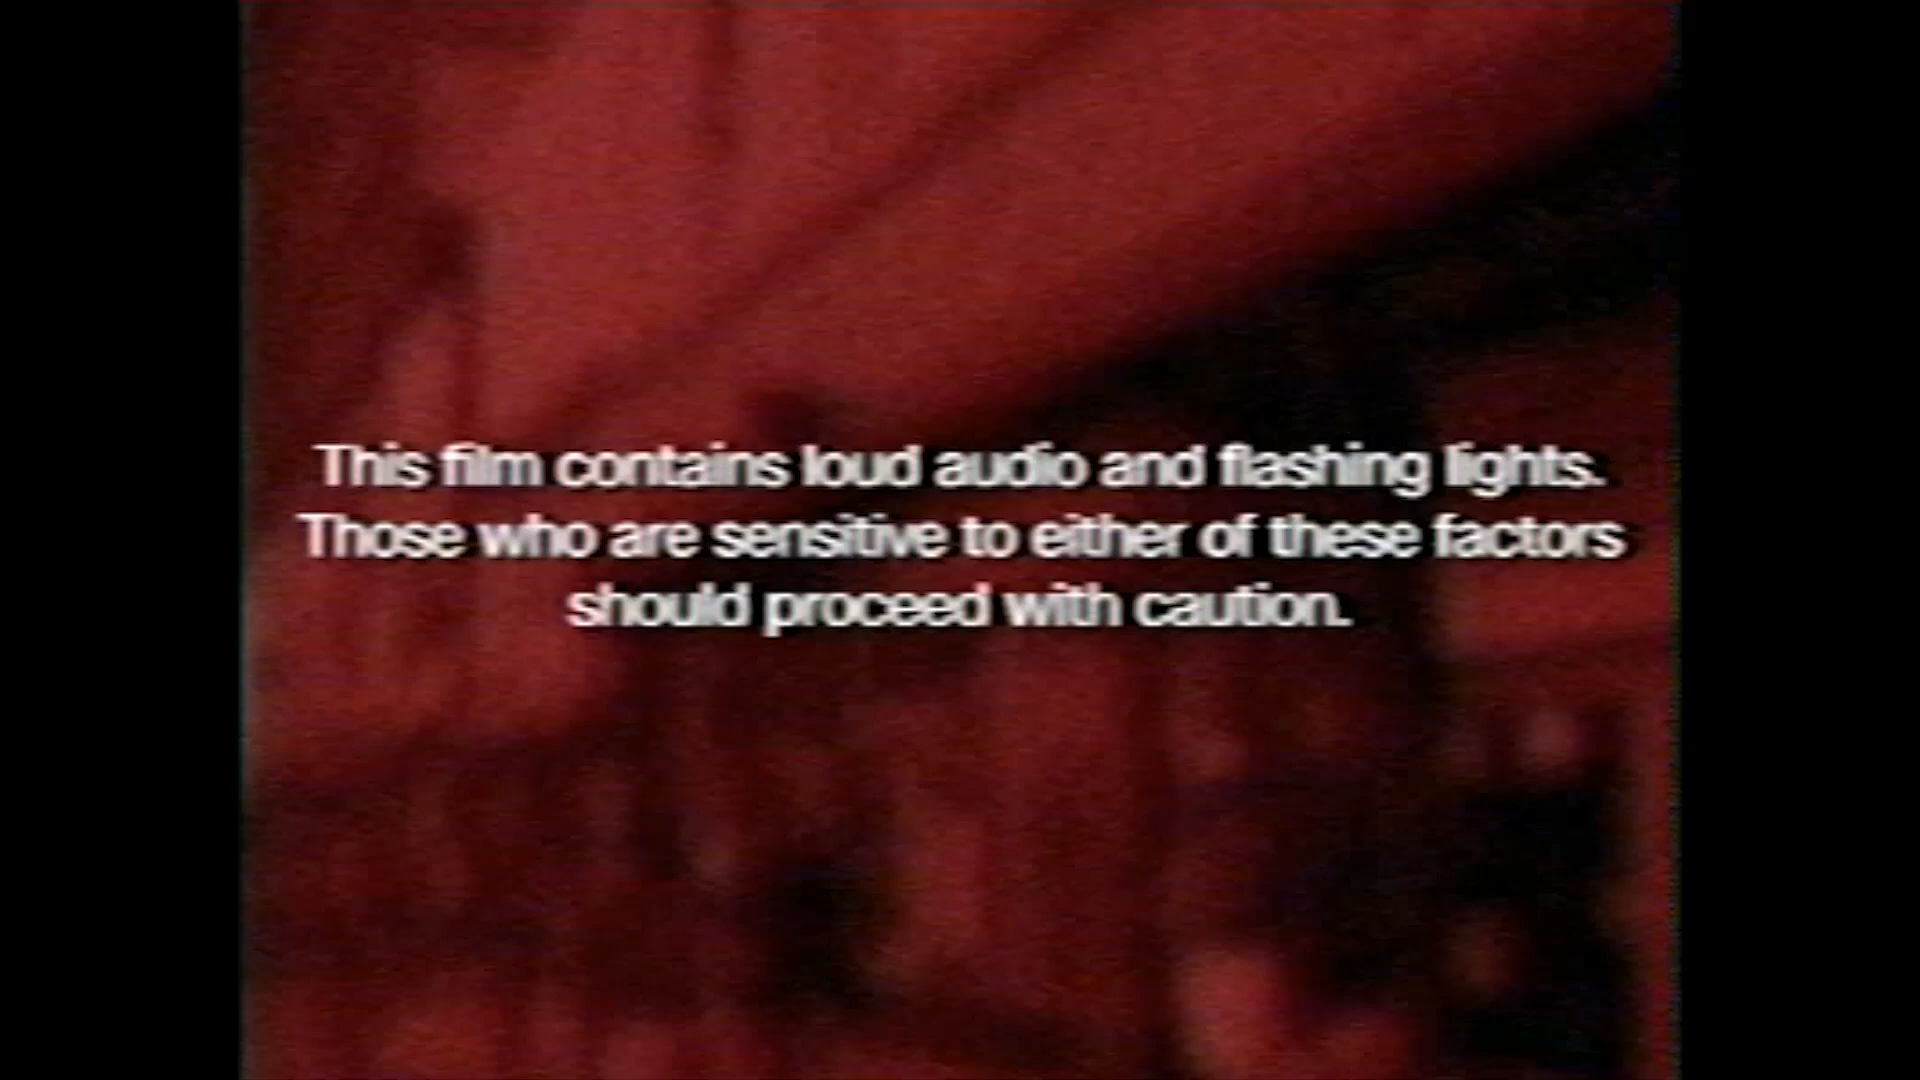 This film contains loud audio and flashing lights.
Those who are sensitive to either of these factors
should proceed with caution.